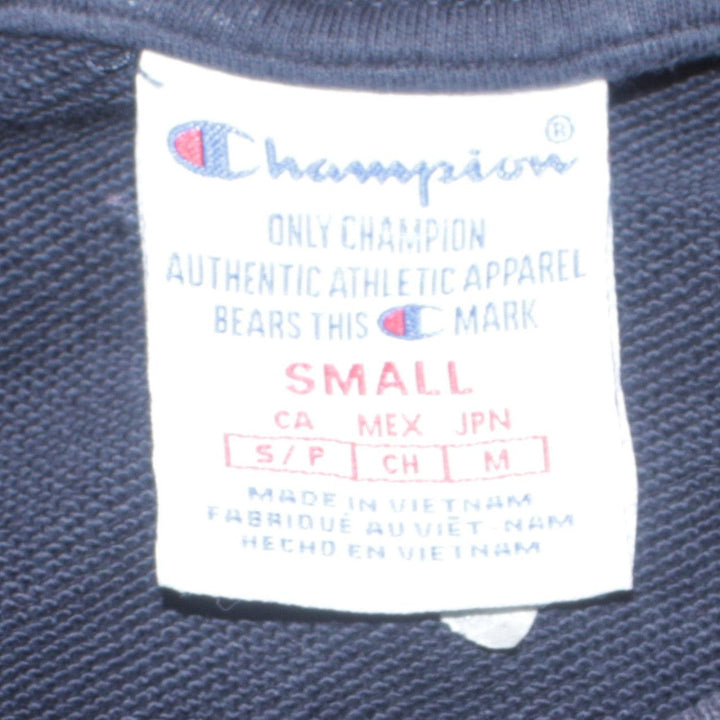 Champion®
ONLY CHAMPION
AUTHENTIC ATHLETIC APPAREL
BEARS THIS C MARK
SMALL
CA MEX JPN
S/P CH M
MADE IN VIETNAM
FABRIQUÉ AU VIÊT-NAM
HECHO EN VIETNAM